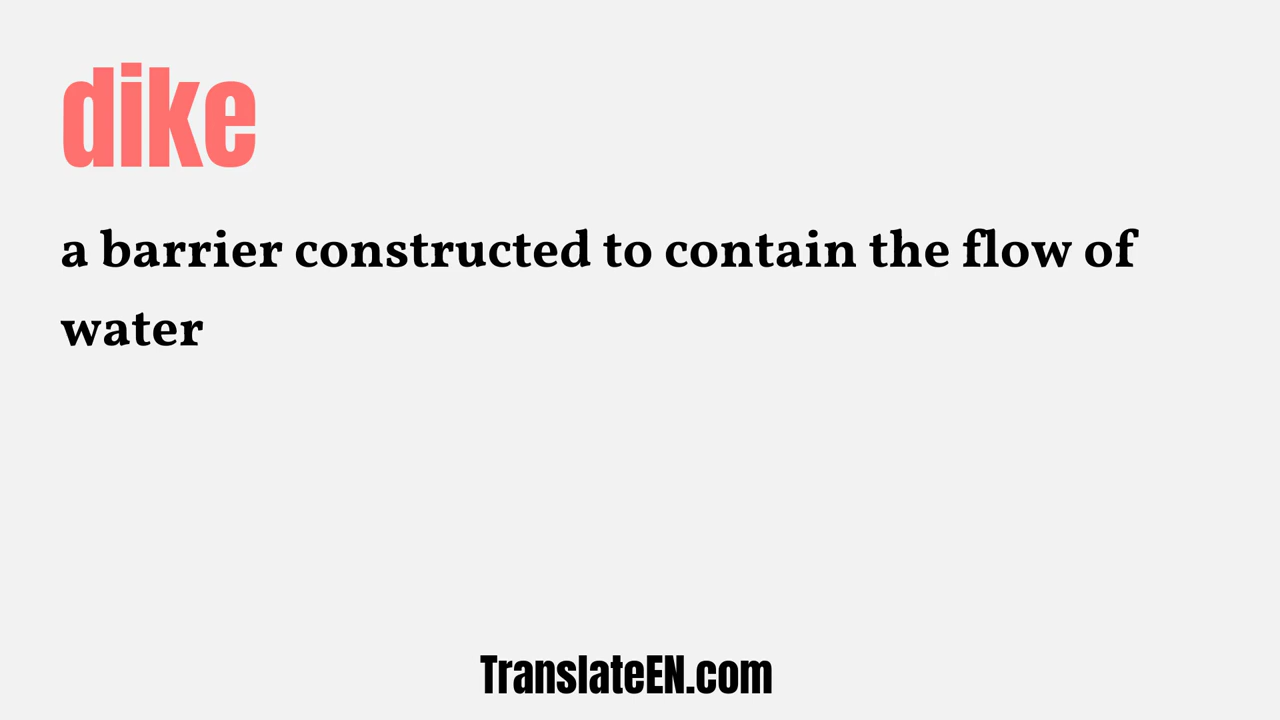 dike
a barrier constructed to contain the flow of
water
TranslateEN.com